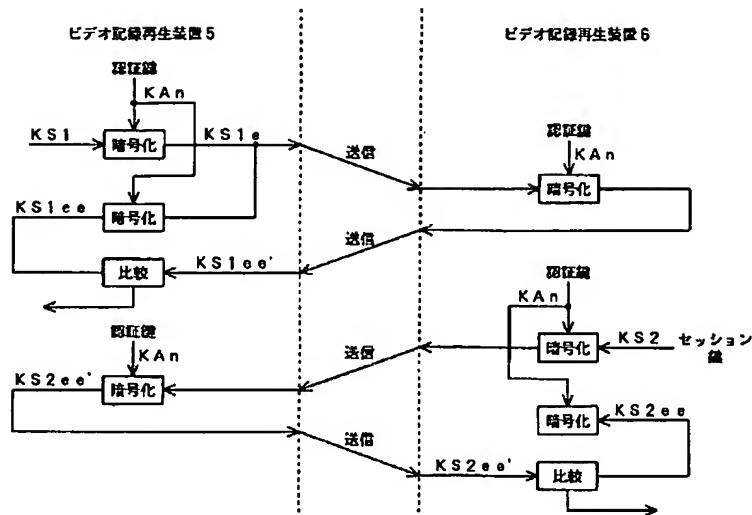 ビデオ記録再生装置5
ビデオ記録再生装置6
認証鍵
KAn
KS1
暗号化
KS1e
送信
認証鍵
KAn
暗号化
KS1ee
暗号化
送信
比較
KS1ee'
認証鍵
KAn
認証鍵
KAn
送信
暗号化
KS2
セッション
鍵
KS2ee'
暗号化
暗号化
KS2ee
送信
KS2ee'
比較